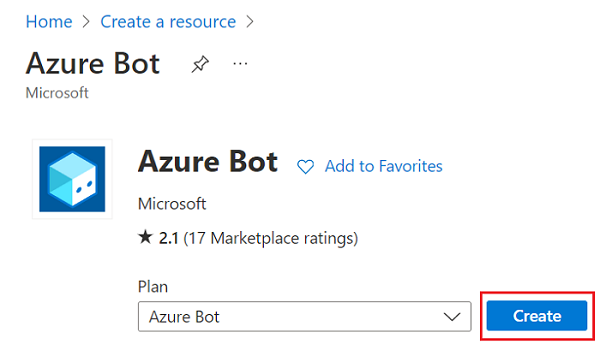 Home > Create a resource >
Azure Bot ...
Microsoft
Azure Bot Add to Favorites
Microsoft
★ 2.1 (17 Marketplace ratings)
Plan
Azure Bot Create